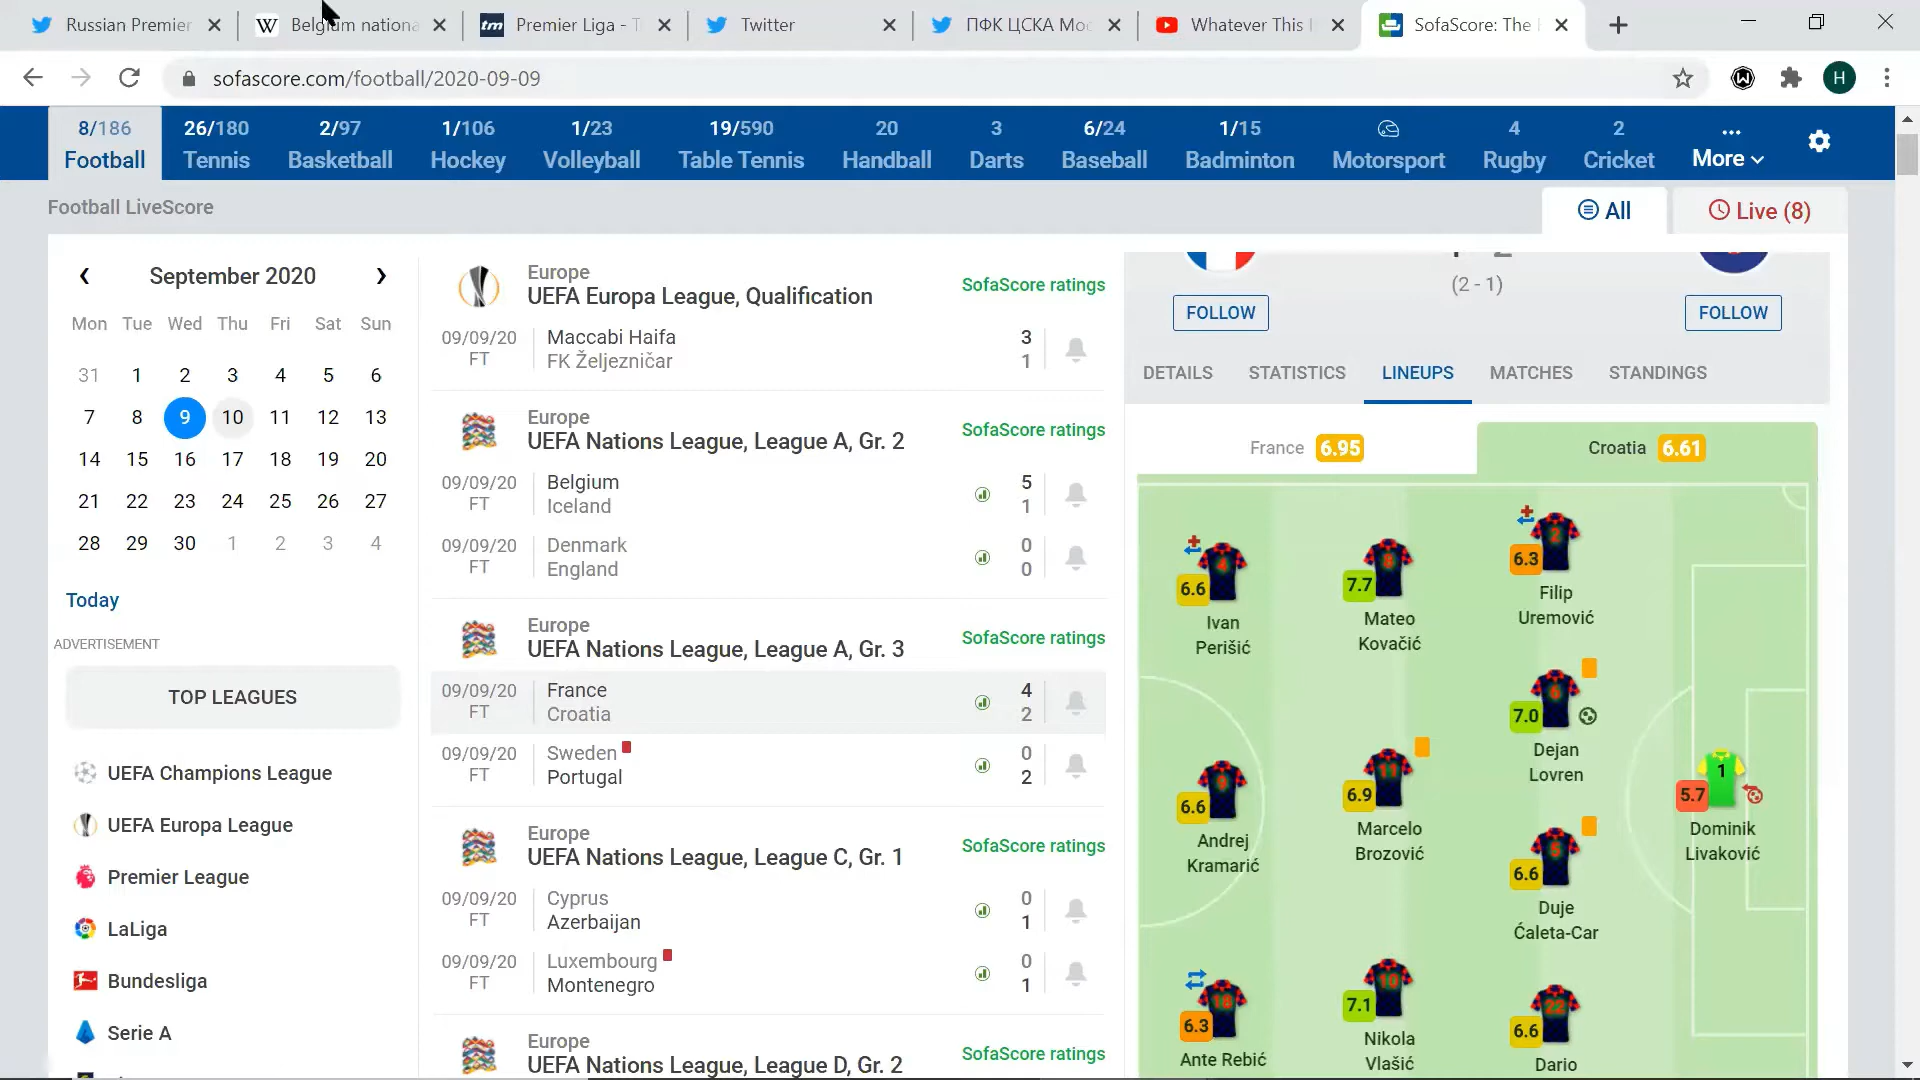 Russian Premier
Belgium nationa
Premier Liga - T
Twitter
ПФК ЦСКА Мос
Whatever This I
SofaScore: The
sofascore.com/football/2020-09-09
H
8/186
Football
26/180
Tennis
2/97
Basketball
1/106
Hockey
1/23
Volleyball
19/590
Table Tennis
20
Handball
3
Darts
6/24
Baseball
1/15
Badminton
Motorsport
4
Rugby
2
Cricket
More
Football LiveScore
All
Live (8)
September 2020
Mon Tue Wed Thu Fri Sat Sun
31 1 2 3 4 5 6
7 8 9 10 11 12 13
14 15 16 17 18 19 20
21 22 23 24 25 26 27
28 29 30 1 2 3 4
Today
ADVERTISEMENT
TOP LEAGUES
UEFA Champions League
UEFA Europa League
Premier League
LaLiga
Bundesliga
Serie A
Europe
UEFA Europa League, Qualification
SofaScore ratings
09/09/20 Maccabi Haifa 3
FT FK Željezničar 1
Europe
UEFA Nations League, League A, Gr. 2
SofaScore ratings
09/09/20 Belgium 5
FT Iceland 1
09/09/20 Denmark 0
FT England 0
Europe
UEFA Nations League, League A, Gr. 3
SofaScore ratings
09/09/20 France 4
FT Croatia 2
09/09/20 Sweden 0
FT Portugal 2
Europe
UEFA Nations League, League C, Gr. 1
SofaScore ratings
09/09/20 Cyprus 0
FT Azerbaijan 1
09/09/20 Luxembourg 0
FT Montenegro 1
Europe
UEFA Nations League, League D, Gr. 2
SofaScore ratings
(2 - 1)
FOLLOW
FOLLOW
DETAILS STATISTICS LINEUPS MATCHES STANDINGS
France 6.95
Croatia 6.61
4
6.6
Ivan
Perišić
8
7.7
Mateo
Kovačić
2
6.3
Filip
Uremović
6
7.0
Dejan
Lovren
9
6.6
Andrej
Kramarić
11
6.9
Marcelo
Brozović
5
6.6
Duje
Ćaleta-Car
1
5.7
Dominik
Livaković
18
6.3
Ante Rebić
7.1
Nikola
Vlašić
22
6.6
Dario